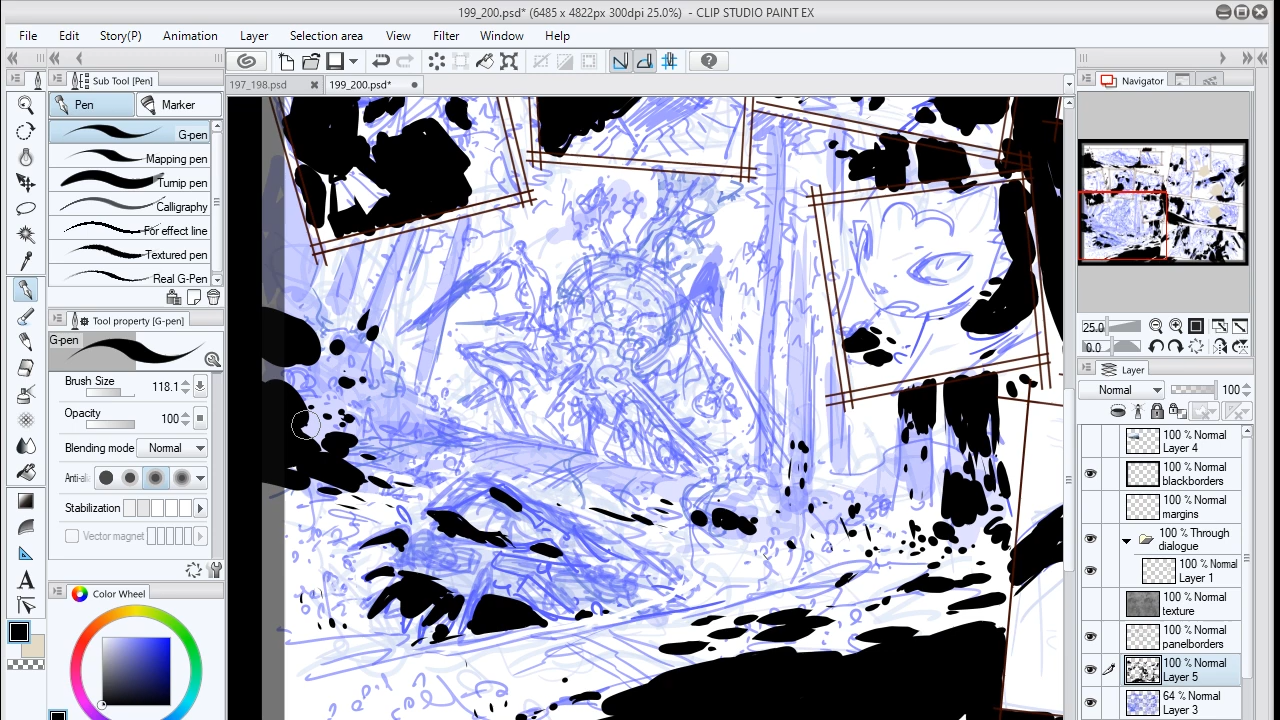 199_200.psd* (6485 x 4822px 300dpi 25.0%) - CLIP STUDIO PAINT EX
File Edit Story(P) Animation Layer Selection area View Filter Window Help
197_198.psd 199_200.psd*
Sub Tool [Pen]
Pen Marker
G-pen
Mapping pen
Turnip pen
Calligraphy
For effect line
Textured pen
Real G-Pen
Tool property [G-pen]
G-pen
Brush Size 118.1
Opacity 100
Blending mode Normal
Anti-ali
Stabilization
Vector magnet
Color Wheel
Navigator
25.0
0.0
Layer
Normal 100
100 % Normal
Layer 4
100 % Normal
blackborders
100 % Normal
margins
100 % Through
dialogue
100 % Normal
Layer 1
100 % Normal
texture
100 % Normal
panelborders
100 % Normal
Layer 5
64 % Normal
Layer 3